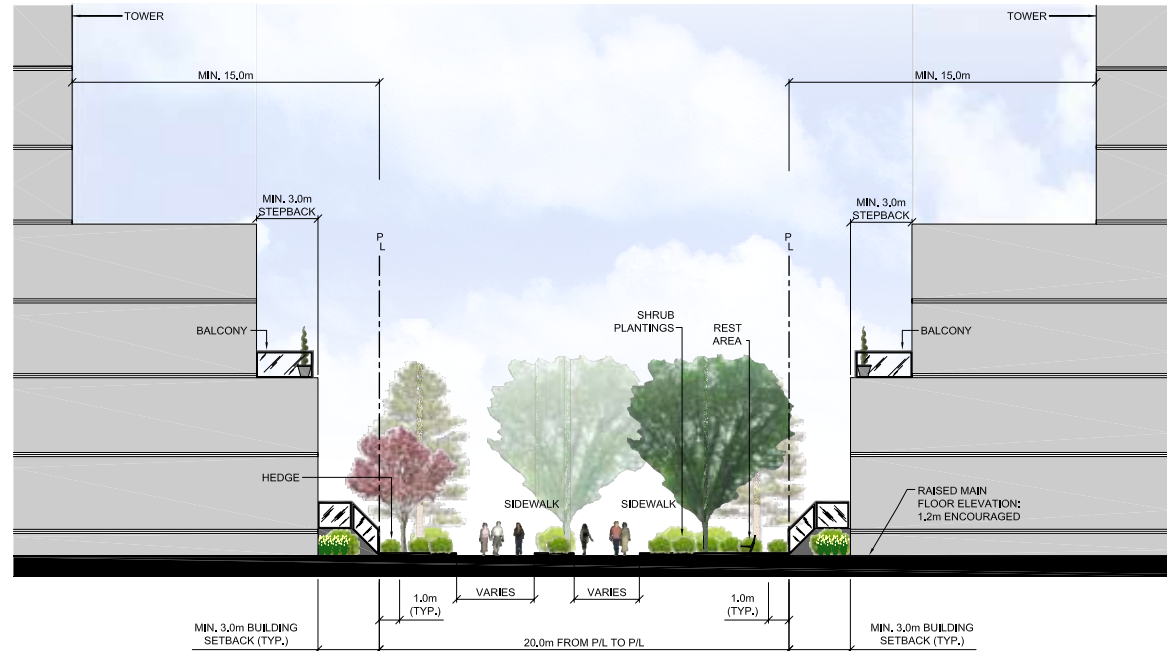 TOWER
TOWER
MIN. 15.0m
MIN. 15.0m
MIN. 3.0m
STEPBACK
MIN. 3.0m
STEPBACK
P
L
P
L
SHRUB
PLANTINGS
REST
AREA
BALCONY
BALCONY
HEDGE
SIDEWALK
SIDEWALK
RAISED MAIN
FLOOR ELEVATION:
1.2m ENCOURAGED
1.0m
(TYP.)
VARIES
VARIES
1.0m
(TYP.)
MIN. 3.0m BUILDING
SETBACK (TYP.)
20.0m FROM P/L TO P/L
MIN. 3.0m BUILDING
SETBACK (TYP.)